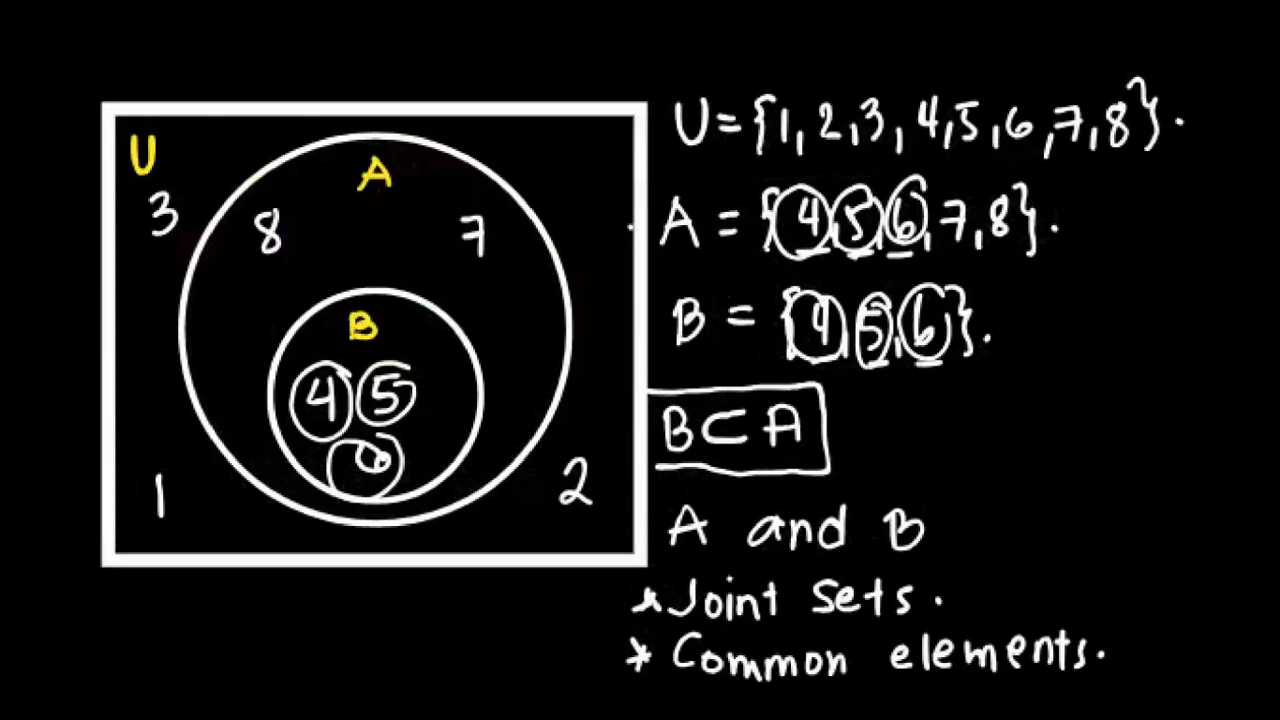 U
A
3
8
7
B
4 5
6
1
2
U = {1, 2, 3, 4, 5, 6, 7, 8}.
A = {4, 5, 6, 7, 8}.
B = {4, 5, 6}.
B ⊂ A
A and B
* Joint sets.
* Common elements.